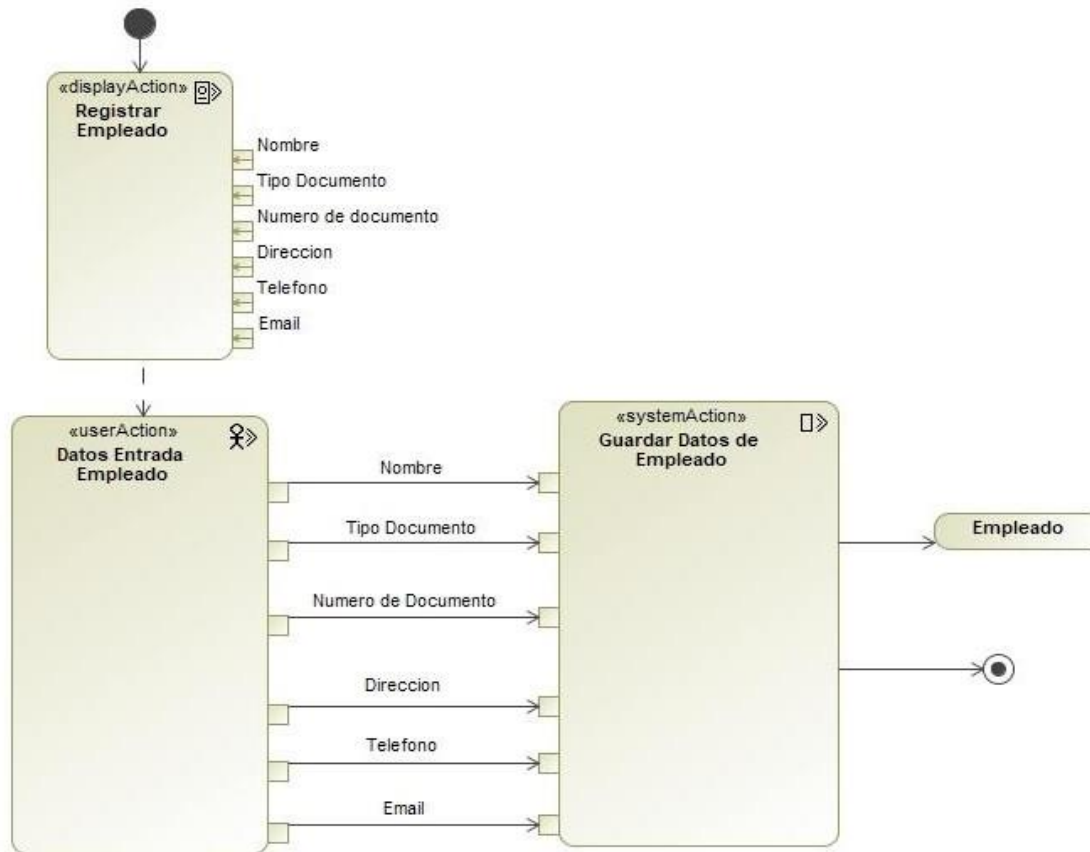 «displayAction»
Registrar
Empleado
Nombre
Tipo Documento
Numero de documento
Direccion
Telefono
Email
«userAction»
Datos Entrada
Empleado
Nombre
Tipo Documento
Numero de Documento
Direccion
Telefono
Email
«systemAction»
Guardar Datos de
Empleado
Empleado